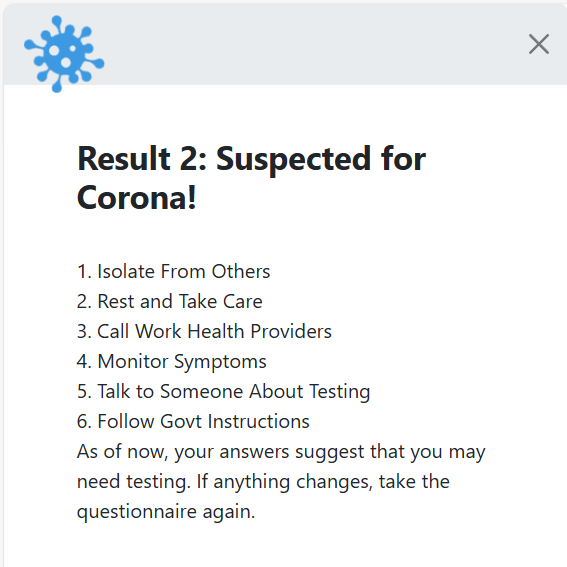 Result 2: Suspected for
Corona!
1. Isolate From Others
2. Rest and Take Care
3. Call Work Health Providers
4. Monitor Symptoms
5. Talk to Someone About Testing
6. Follow Govt Instructions
As of now, your answers suggest that you may
need testing. If anything changes, take the
questionnaire again.